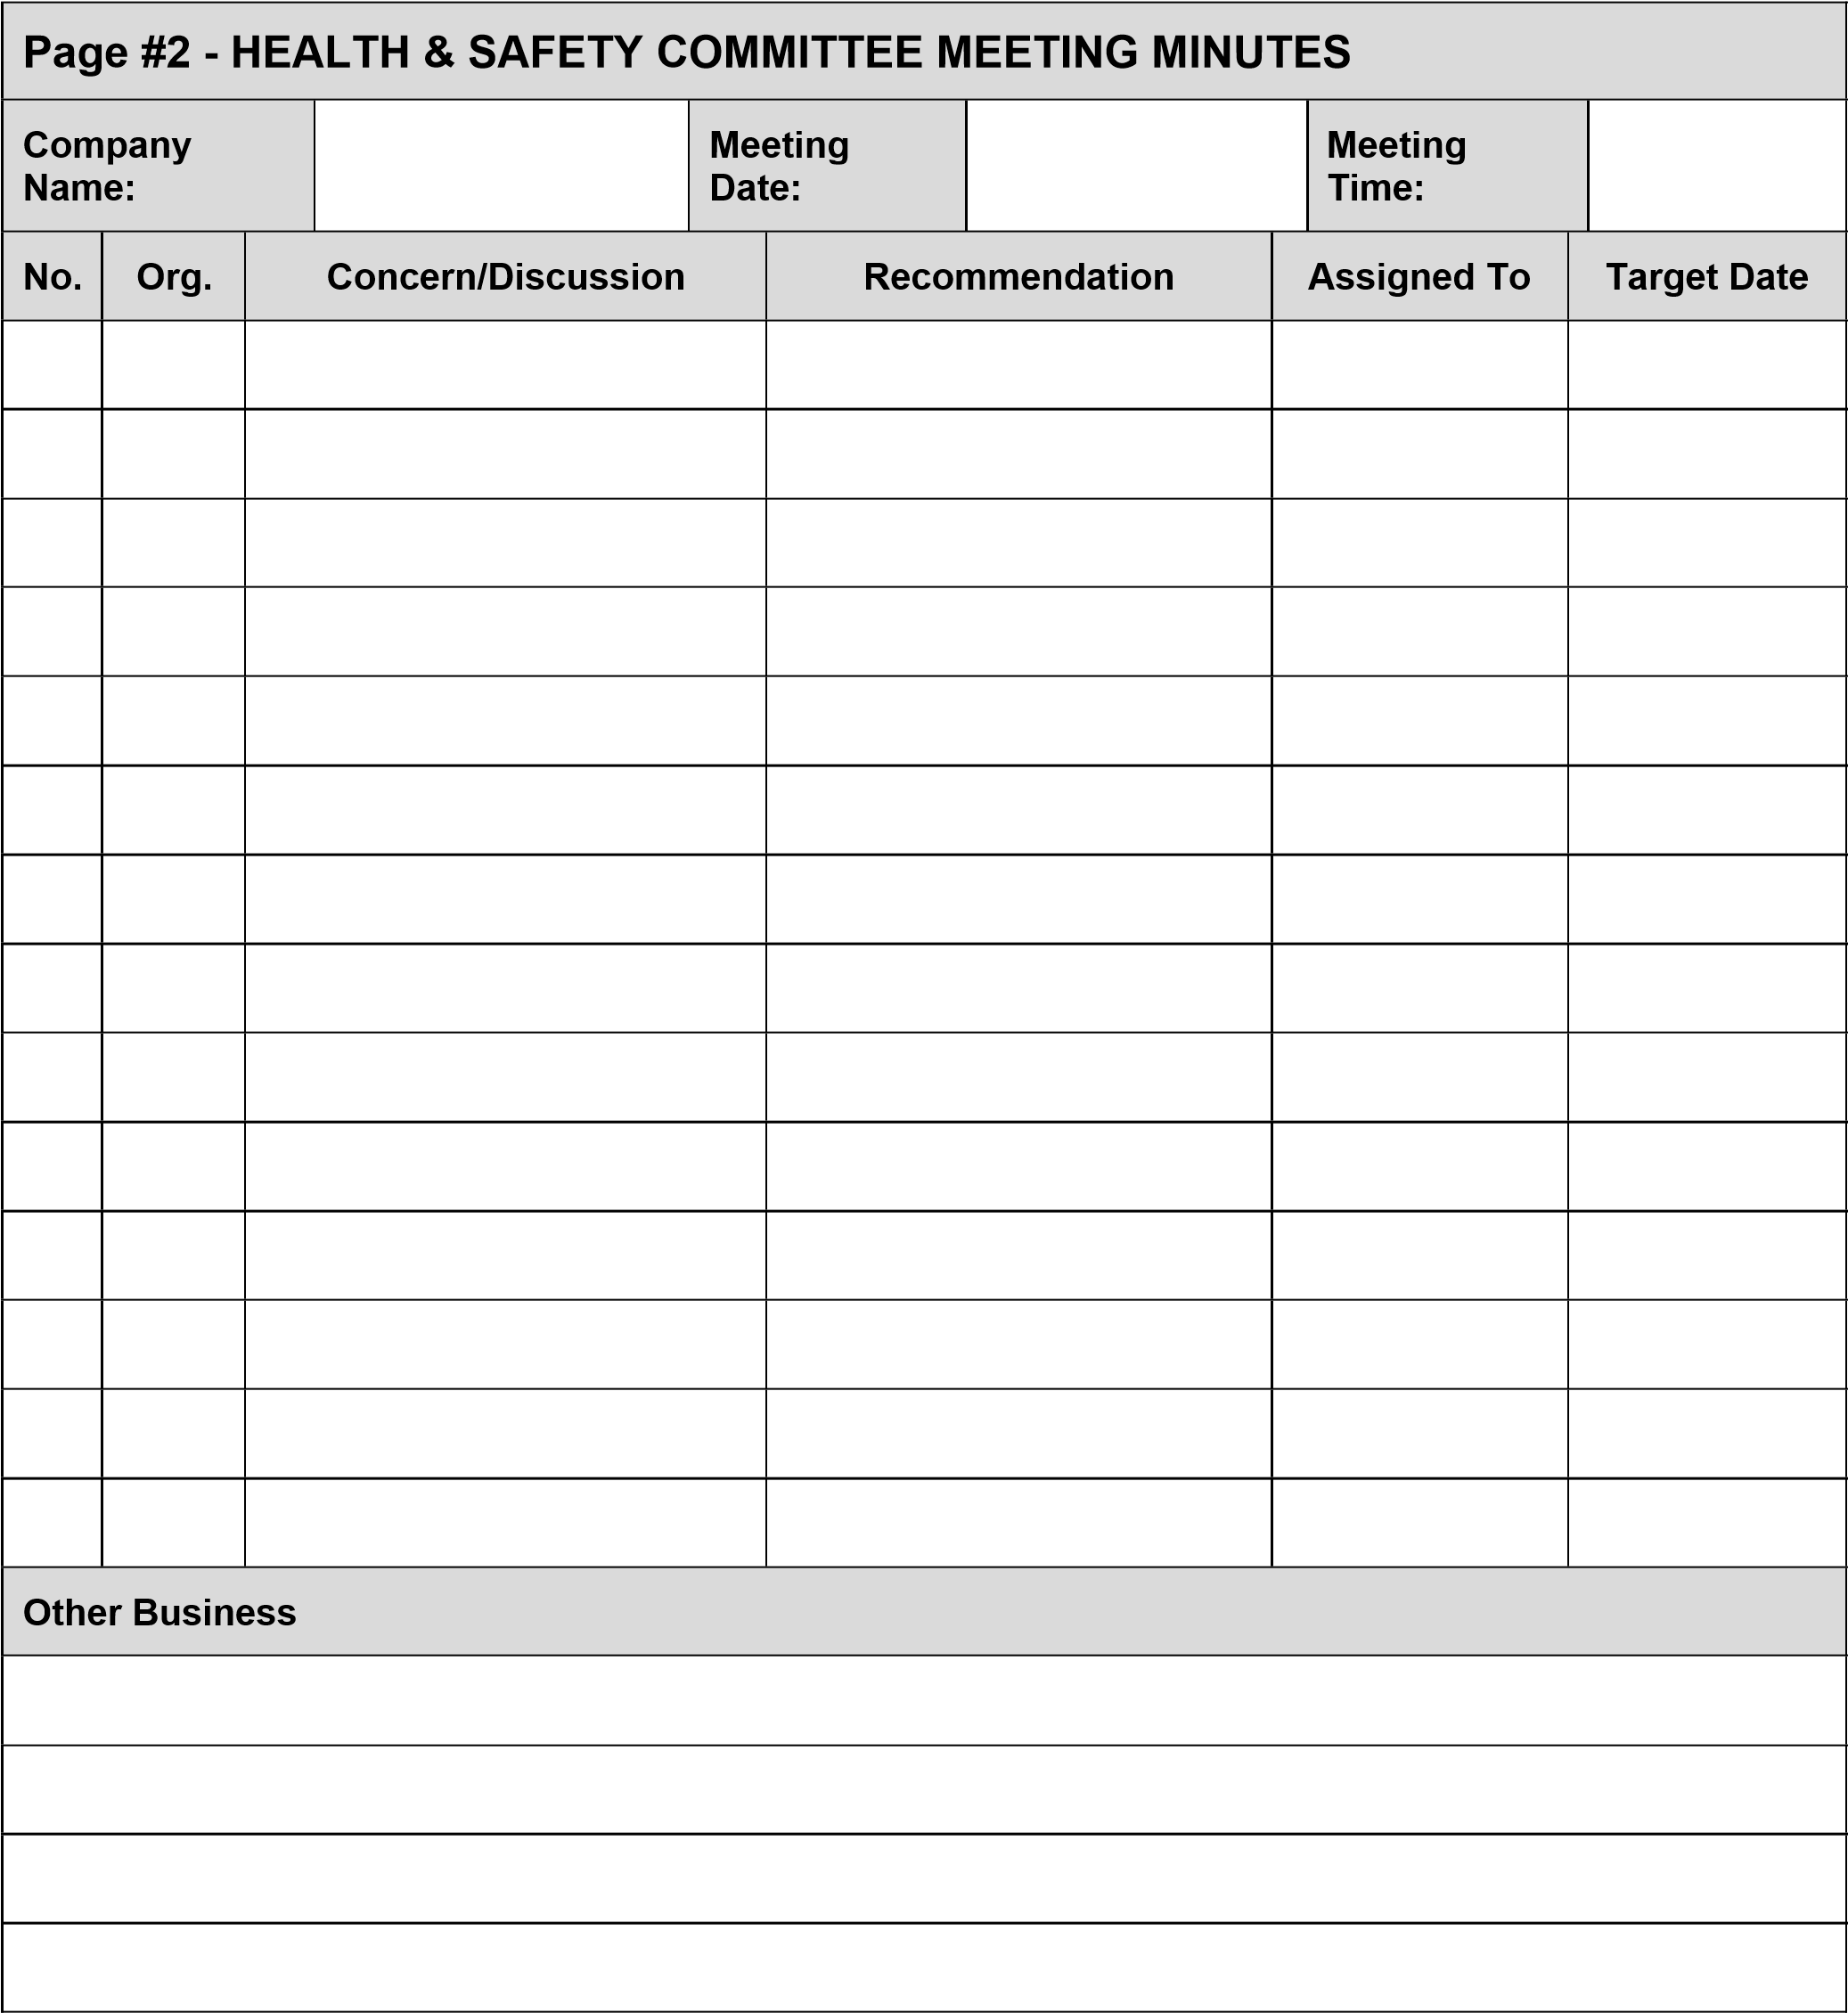 Page #2 - HEALTH & SAFETY COMMITTEE MEETING MINUTES
Company
Name:
Meeting
Date:
Meeting
Time:
No. Org. Concern/Discussion Recommendation Assigned To Target Date
Other Business